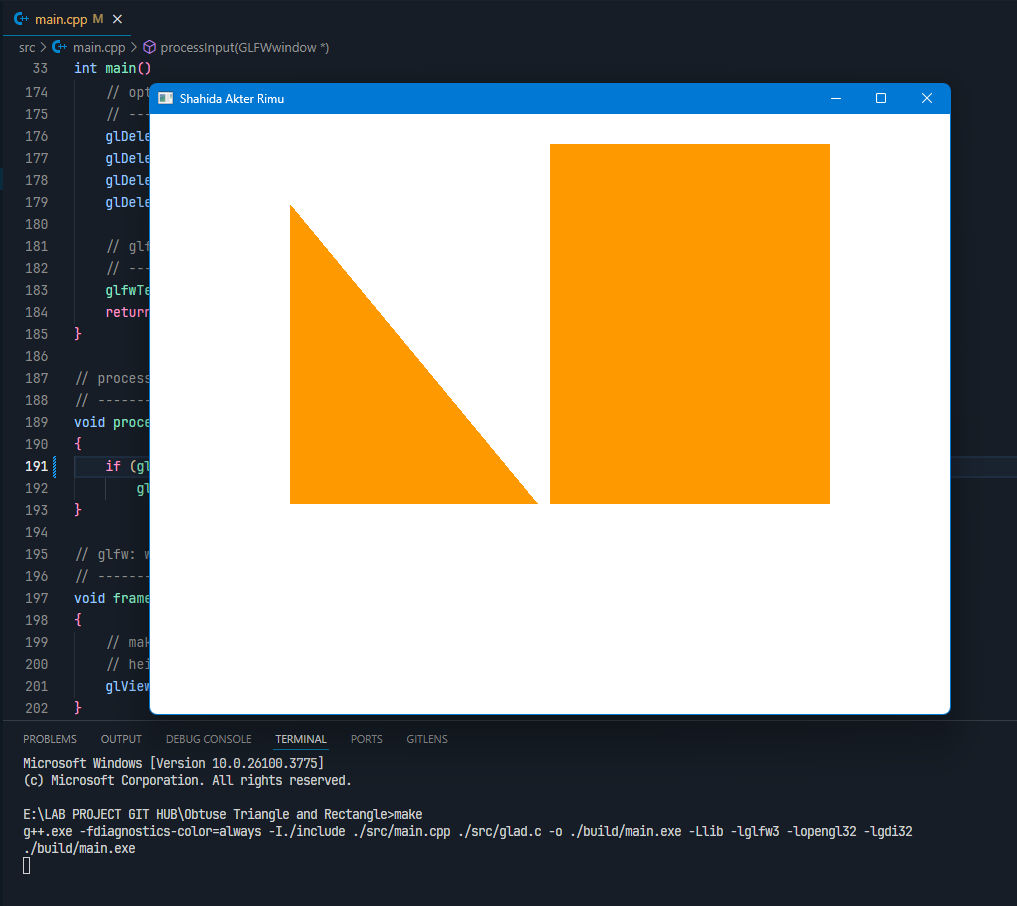 main.cpp M
src > main.cpp > processInput(GLFWwindow *)
33 int main()
Shahida Akter Rimu
174 // opt
175 // ---
176 glDele
177 glDele
178 glDele
179 glDele
180
181 // glf
182 // ---
183 glfwTe
184 return
185 }
186
187 // process
188 // -------
189 void proce
190 {
191 if (gl
192 gl
193 }
194
195 // glfw: w
196 // -------
197 void frame
198 {
199 // mak
200 // hei
201 glView
202 }
PROBLEMS OUTPUT DEBUG CONSOLE TERMINAL PORTS GITLENS
Microsoft Windows [Version 10.0.26100.3775]
(c) Microsoft Corporation. All rights reserved.
E:\LAB PROJECT GIT HUB\Obtuse Triangle and Rectangle>make
g++.exe -fdiagnostics-color=always -I./include ./src/main.cpp ./src/glad.c -o ./build/main.exe -Llib -lglfw3 -lopengl32 -lgdi32
./build/main.exe